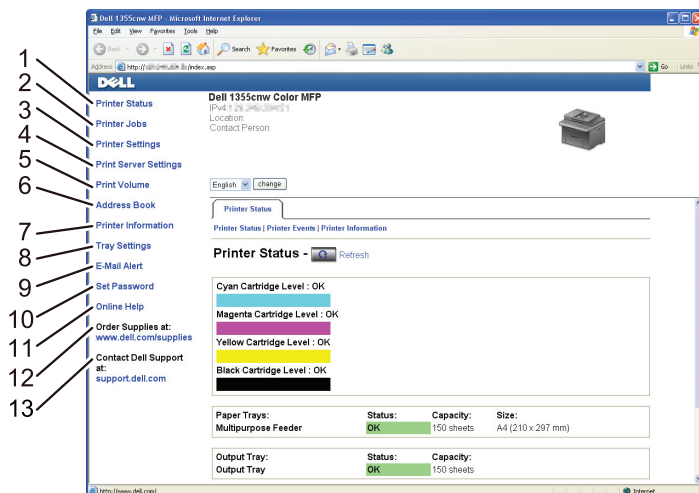 Dell 1355cnw MFP - Microsoft Internet Explorer
File Edit View Favorites Tools Help
Back Search Favorites
Address http:// /index.asp Go Links
DELL
1
2
3
4
5
6
7
8
9
10
11
12
13
Printer Status
Printer Jobs
Printer Settings
Print Server Settings
Print Volume
Address Book
Printer Information
Tray Settings
E-Mail Alert
Set Password
Online Help
Order Supplies at:
www.dell.com/supplies
Contact Dell Support
at:
support.dell.com
Dell 1355cnw Color MFP
IPv4:
Location:
Contact Person:
English change
Printer Status
Printer Status | Printer Events | Printer Information
Printer Status - Refresh
Cyan Cartridge Level : OK
Magenta Cartridge Level : OK
Yellow Cartridge Level : OK
Black Cartridge Level : OK
Paper Trays: Status: Capacity: Size:
Multipurpose Feeder OK 150 sheets A4 (210 x 297 mm)
Output Tray: Status: Capacity:
Output Tray OK 150 sheets
http://www.dell.com/ Internet